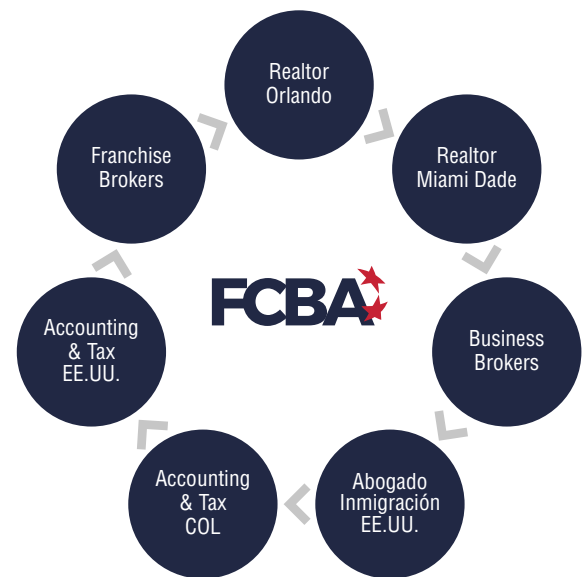 Realtor
Orlando
Realtor
Miami Dade
Business
Brokers
Abogado
Inmigración
EE.UU.
Accounting
& Tax
COL
Accounting
& Tax
EE.UU.
Franchise
Brokers
FCBA